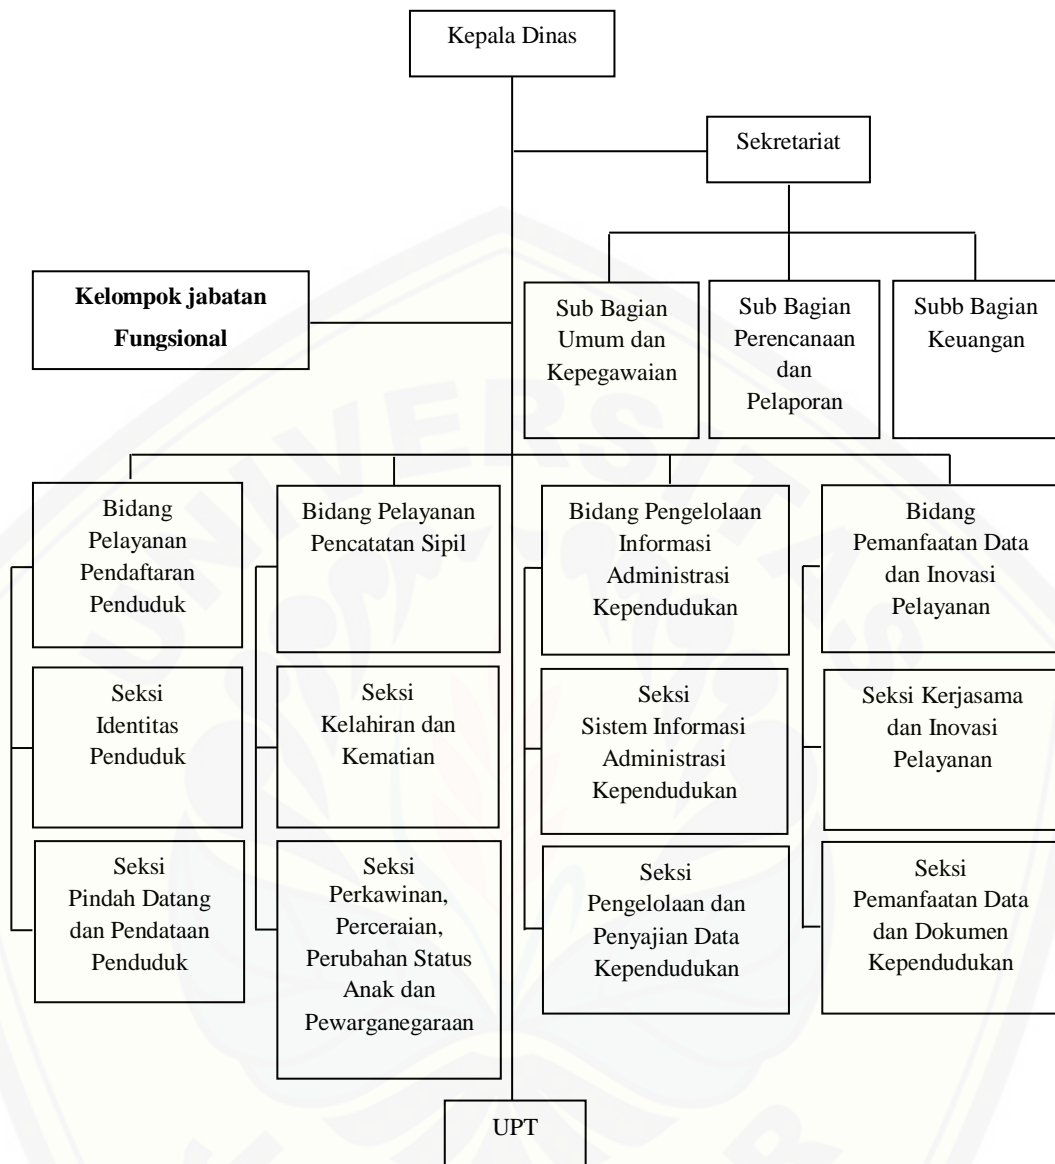 Kepala Dinas
Sekretariat
Kelompok jabatan
Fungsional
Sub Bagian
Umum dan
Kepegawaian
Sub Bagian
Perencanaan
dan
Pelaporan
Subb Bagian
Keuangan
Bidang
Pelayanan
Pendaftaran
Penduduk
Bidang Pelayanan
Pencatatan Sipil
Bidang Pengelolaan
Informasi
Administrasi
Kependudukan
Bidang
Pemanfaatan Data
dan Inovasi
Pelayanan
Seksi
Identitas
Penduduk
Seksi
Kelahiran dan
Kematian
Seksi
Sistem Informasi
Administrasi
Kependudukan
Seksi Kerjasama
dan Inovasi
Pelayanan
Seksi
Pindah Datang
dan Pendataan
Penduduk
Seksi
Perkawinan,
Perceraian,
Perubahan Status
Anak dan
Pewarganegaraan
Seksi
Pengelolaan dan
Penyajian Data
Kependudukan
Seksi
Pemanfaatan Data
dan Dokumen
Kependudukan
UPT
UNIVERSITAS